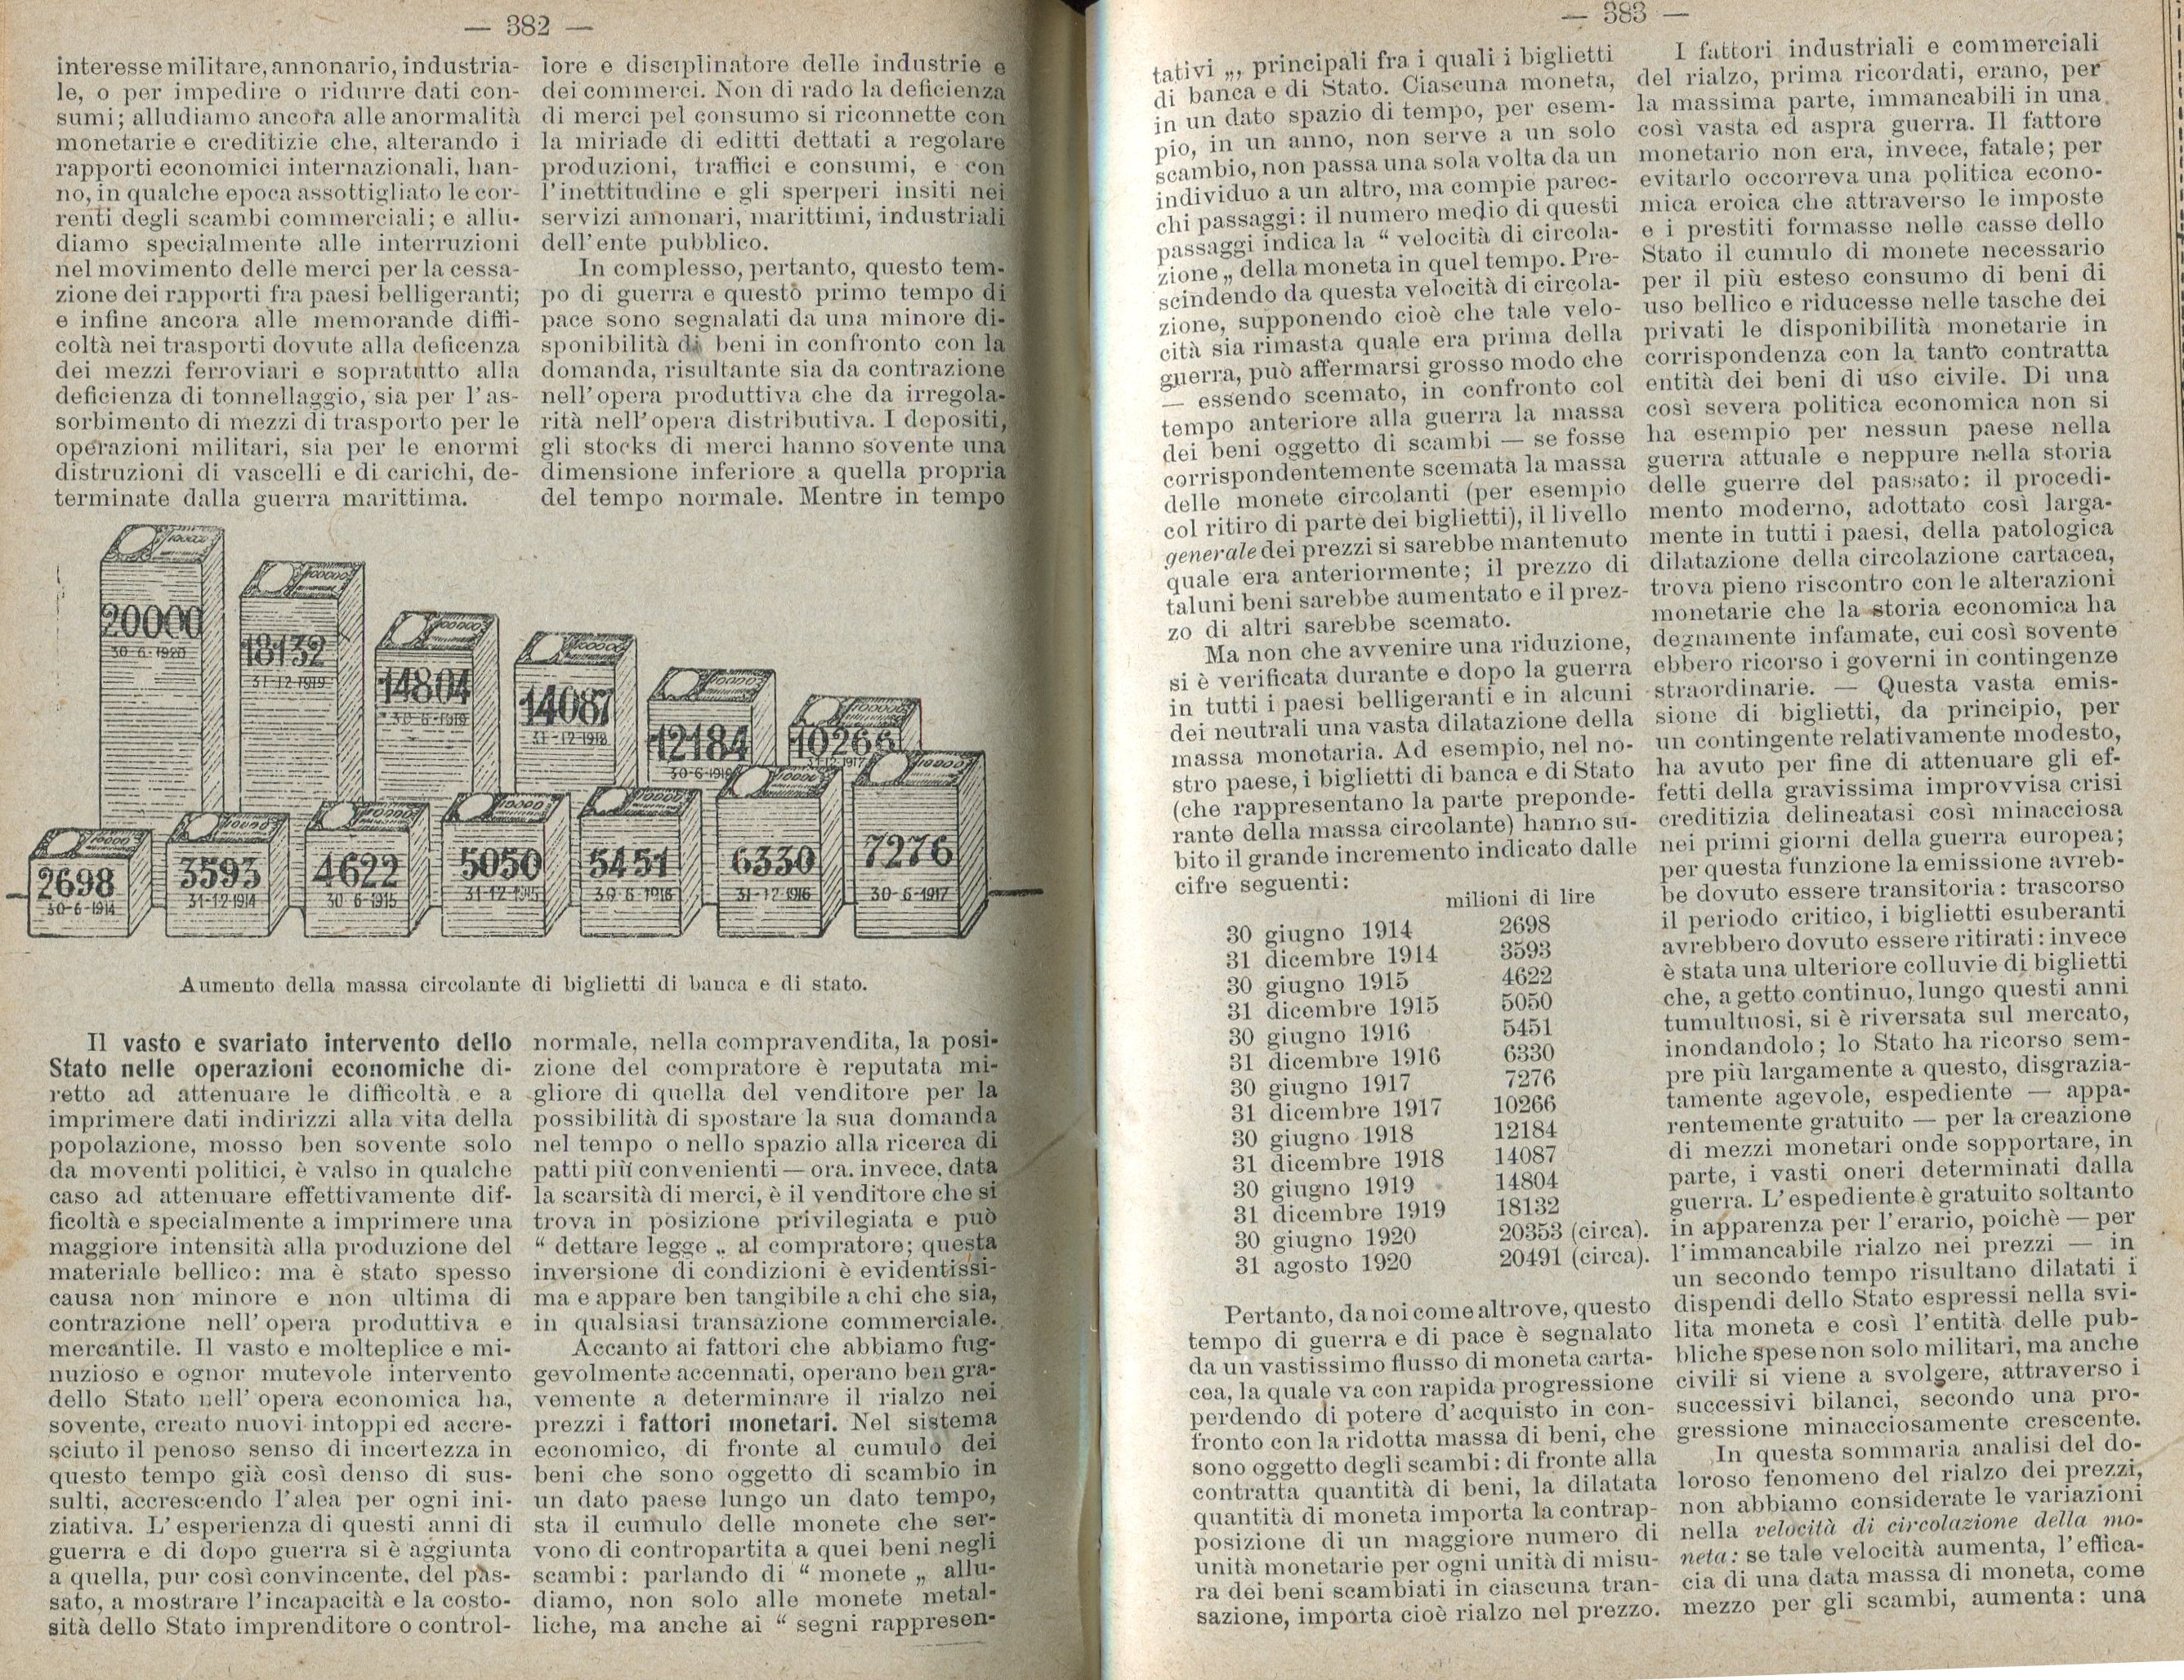 — 382 —
interesse militare, annonario, industria-
le, o per impedire o ridurre dati con-
sumi; alludiamo ancora alle anormalità
monetarie e creditizie che, alterando i
rapporti economici internazionali, han-
no, in qualche epoca assottigliato le cor-
renti degli scambi commerciali; e allu-
diamo specialmente alle interruzioni
nel movimento delle merci per la cessa-
zione dei rapporti fra paesi belligeranti;
e infine ancora alle memorande diffi-
coltà nei trasporti dovute alla deficenza
dei mezzi ferroviari e sopratutto alla
deficienza di tonnellaggio, sia per l'as-
sorbimento di mezzi di trasporto per le
operazioni militari, sia per le enormi
distruzioni di vascelli e di carichi, de-
terminate dalla guerra marittima.
lore e disciplinatore delle industrie e
dei commerci. Non di rado la deficienza
di merci pel consumo si riconnette con
la miriade di editti dettati a regolare
produzioni, traffici e consumi, e con
l'inettitudine e gli sperperi insiti nei
servizi annonari, marittimi, industriali
dell'ente pubblico.
In complesso, pertanto, questo tem-
po di guerra e questo primo tempo di
pace sono segnalati da una minore di-
sponibilità di beni in confronto con la
domanda, risultante sia da contrazione
nell'opera produttiva che da irregola-
rità nell'opera distributiva. I depositi,
gli stocks di merci hanno sovente una
dimensione inferiore a quella propria
del tempo normale. Mentre in tempo
20000
30-6-1920
18132
31-12-1919
14804
30-6-1919
14087
31-12-1918
12184
30-6-1918
10266
31-12-1917
2698
30-6-1914
3593
31-12-1914
4622
30-6-1915
5050
31-12-1915
5451
30-6-1916
6330
31-12-1916
7276
30-6-1917
Aumento della massa circolante di biglietti di banca e di stato.
Il vasto e svariato intervento dello
Stato nelle operazioni economiche di-
retto ad attenuare le difficoltà e a
imprimere dati indirizzi alla vita della
popolazione, mosso ben sovente solo
da moventi politici, è valso in qualche
caso ad attenuare effettivamente dif-
ficoltà e specialmente a imprimere una
maggiore intensità alla produzione del
materiale bellico: ma è stato spesso
causa non minore e non ultima di
contrazione nell'opera produttiva e
mercantile. Il vasto e molteplice e mi-
nuzioso e ognor mutevole intervento
dello Stato nell'opera economica ha,
sovente, creato nuovi intoppi ed accre-
sciuto il penoso senso di incertezza in
questo tempo già così denso di sus-
sulti, accrescendo l'alea per ogni ini-
ziativa. L'esperienza di questi anni di
guerra e di dopo guerra si è aggiunta
a quella, pur così convincente, del pas-
sato, a mostrare l'incapacità e la costo-
sità dello Stato imprenditore o control-
normale, nella compravendita, la posi-
zione del compratore è reputata mi-
gliore di quella del venditore per la
possibilità di spostare la sua domanda
nel tempo o nello spazio alla ricerca di
patti più convenienti — ora. invece, data
la scarsità di merci, è il venditore che si
trova in posizione privilegiata e può
“ dettare legge „ al compratore; questa
inversione di condizioni è evidentissi-
ma e appare ben tangibile a chi che sia,
in qualsiasi transazione commerciale.
Accanto ai fattori che abbiamo fug-
gevolmente accennati, operano ben gra-
vemente a determinare il rialzo nei
prezzi i fattori monetari. Nel sistema
economico, di fronte al cumulo dei
beni che sono oggetto di scambio in
un dato paese lungo un dato tempo,
sta il cumulo delle monete che ser-
vono di contropartita a quei beni negli
scambi: parlando di “ monete „ allu-
diamo, non solo alle monete metal-
liche, ma anche ai “ segni rappresen-
— 383 —
tativi „, principali fra i quali i biglietti
di banca e di Stato. Ciascuna moneta,
in un dato spazio di tempo, per esem-
pio, in un anno, non serve a un solo
scambio, non passa una sola volta da un
individuo a un altro, ma compie parec-
chi passaggi: il numero medio di questi
passaggi indica la “ velocità di circola-
zione „ della moneta in quel tempo. Pre-
scindendo da questa velocità di circola-
zione, supponendo cioè che tale velo-
cità sia rimasta quale era prima della
guerra, può affermarsi grosso modo che
— essendo scemato, in confronto col
tempo anteriore alla guerra la massa
dei beni oggetto di scambi — se fosse
corrispondentemente scemata la massa
delle monete circolanti (per esempio
col ritiro di parte dei biglietti), il livello
generale dei prezzi si sarebbe mantenuto
quale era anteriormente; il prezzo di
taluni beni sarebbe aumentato e il prez-
zo di altri sarebbe scemato.
Ma non che avvenire una riduzione,
si è verificata durante e dopo la guerra
in tutti i paesi belligeranti e in alcuni
dei neutrali una vasta dilatazione della
massa monetaria. Ad esempio, nel no-
stro paese, i biglietti di banca e di Stato
(che rappresentano la parte preponde-
rante della massa circolante) hanno su-
bito il grande incremento indicato dalle
cifre seguenti:
milioni di lire
30 giugno 1914 2698
31 dicembre 1914 3593
30 giugno 1915 4622
31 dicembre 1915 5050
30 giugno 1916 5451
31 dicembre 1916 6330
30 giugno 1917 7276
31 dicembre 1917 10266
30 giugno 1918 12184
31 dicembre 1918 14087
30 giugno 1919 14804
31 dicembre 1919 18132
30 giugno 1920 20353 (circa).
31 agosto 1920 20491 (circa).
Pertanto, da noi come altrove, questo
tempo di guerra e di pace è segnalato
da un vastissimo flusso di moneta carta-
cea, la quale va con rapida progressione
perdendo di potere d'acquisto in con-
fronto con la ridotta massa di beni, che
sono oggetto degli scambi: di fronte alla
contratta quantità di beni, la dilatata
quantità di moneta importa la contrap-
posizione di un maggiore numero di
unità monetarie per ogni unità di misu-
ra dei beni scambiati in ciascuna tran-
sazione, importa cioè rialzo nel prezzo.
I fattori industriali e commerciali
del rialzo, prima ricordati, erano, per
la massima parte, immancabili in una
così vasta ed aspra guerra. Il fattore
monetario non era, invece, fatale; per
evitarlo occorreva una politica econo-
mica eroica che attraverso le imposte
e i prestiti formasse nelle casse dello
Stato il cumulo di monete necessario
per il più esteso consumo di beni di
uso bellico e riducesse nelle tasche dei
privati le disponibilità monetarie in
corrispondenza con la tanto contratta
entità dei beni di uso civile. Di una
così severa politica economica non si
ha esempio per nessun paese nella
guerra attuale e neppure nella storia
delle guerre del passato: il procedi-
mento moderno, adottato così larga-
mente in tutti i paesi, della patologica
dilatazione della circolazione cartacea,
trova pieno riscontro con le alterazioni
monetarie che la storia economica ha
degnamente infamate, cui così sovente
ebbero ricorso i governi in contingenze
straordinarie. — Questa vasta emis-
sione di biglietti, da principio, per
un contingente relativamente modesto,
ha avuto per fine di attenuare gli ef-
fetti della gravissima improvvisa crisi
creditizia delineatasi così minacciosa
nei primi giorni della guerra europea;
per questa funzione la emissione avreb-
be dovuto essere transitoria: trascorso
il periodo critico, i biglietti esuberanti
avrebbero dovuto essere ritirati: invece
è stata una ulteriore colluvie di biglietti
che, a getto continuo, lungo questi anni
tumultuosi, si è riversata sul mercato,
inondandolo; lo Stato ha ricorso sem-
pre più largamente a questo, disgrazia-
tamente agevole, espediente — appa-
rentemente gratuito — per la creazione
di mezzi monetari onde sopportare, in
parte, i vasti oneri determinati dalla
guerra. L'espediente è gratuito soltanto
in apparenza per l'erario, poichè — per
l'immancabile rialzo nei prezzi — in
un secondo tempo risultano dilatati i
dispendi dello Stato espressi nella svi-
lita moneta e così l'entità delle pub-
bliche spese non solo militari, ma anche
civili si viene a svolgere, attraverso i
successivi bilanci, secondo una pro-
gressione minacciosamente crescente.
In questa sommaria analisi del do-
loroso fenomeno del rialzo dei prezzi,
non abbiamo considerate le variazioni
nella velocità di circolazione della mo-
neta: se tale velocità aumenta, l'effica-
cia di una data massa di moneta, come
mezzo per gli scambi, aumenta: una